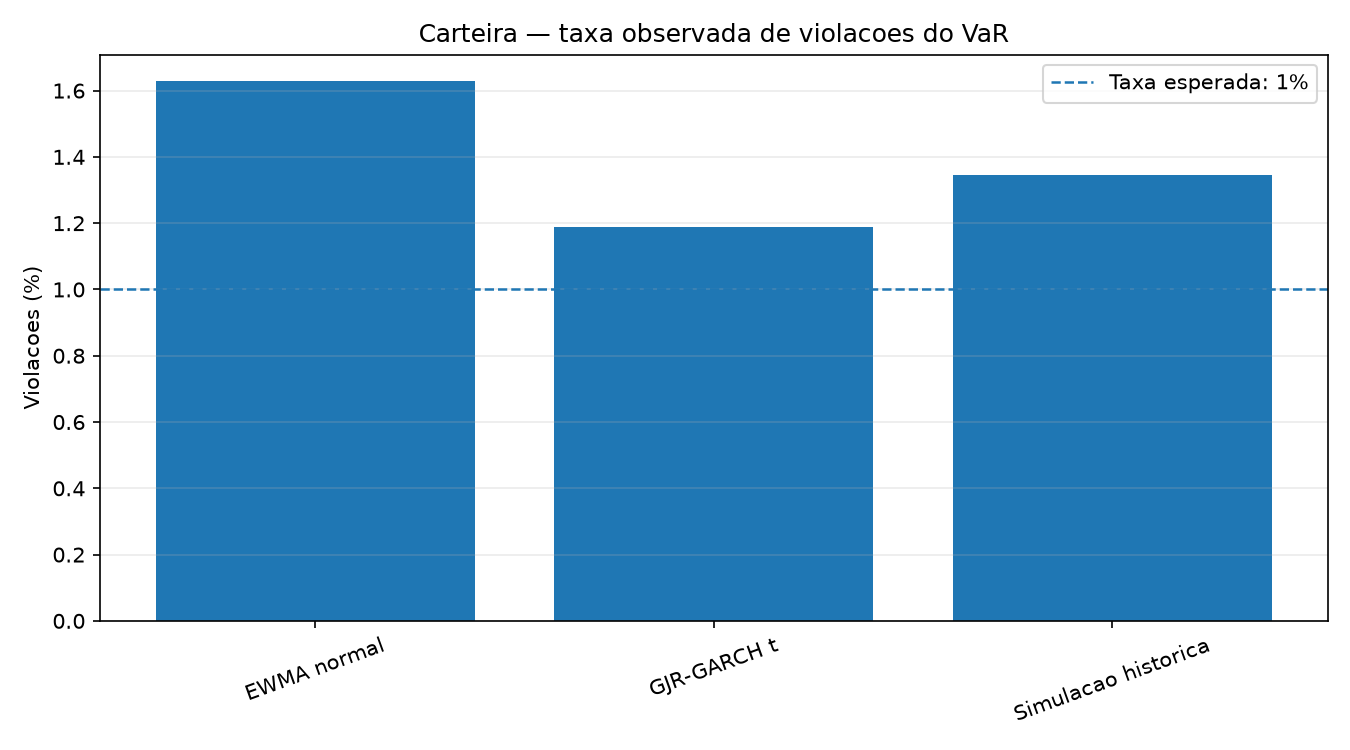 Carteira — taxa observada de violacoes do VaR
Taxa esperada: 1%
Violacoes (%)
1.6
1.4
1.2
1.0
0.8
0.6
0.4
0.2
0.0
EWMA normal
GJR-GARCH t
Simulacao historica